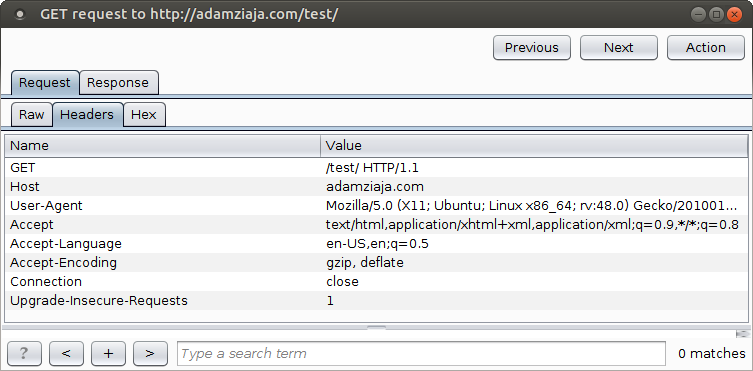 GET request to http://adamziaja.com/test/
Previous Next Action
Request Response
Raw Headers Hex
Name Value
GET /test/ HTTP/1.1
Host adamziaja.com
User-Agent Mozilla/5.0 (X11; Ubuntu; Linux x86_64; rv:48.0) Gecko/201001...
Accept text/html,application/xhtml+xml,application/xml;q=0.9,*/*;q=0.8
Accept-Language en-US,en;q=0.5
Accept-Encoding gzip, deflate
Connection close
Upgrade-Insecure-Requests 1
? < + > Type a search term 0 matches